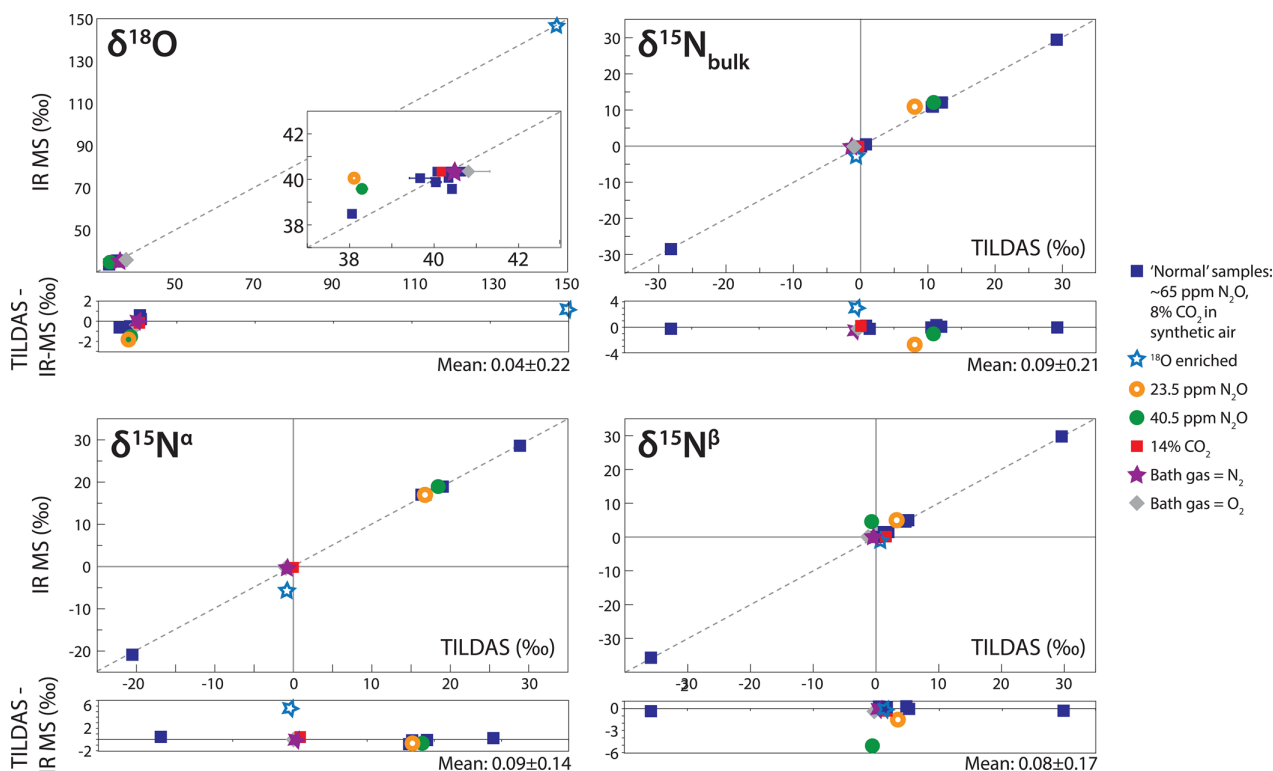 δ18O
IR MS (‰)
150
130
110
90
70
50
42
40
38
38
40
42
50
70
90
110
130
150
TILDAS -
IR-MS (‰)
2
0
-2
Mean: 0.04±0.22
δ15Nbulk
30
20
10
0
-10
-20
-30
TILDAS (‰)
-30
-20
-10
0
10
20
30
4
0
-4
Mean: 0.09±0.21
'Normal' samples:
~65 ppm N2O,
8% CO2 in
synthetic air
18O enriched
23.5 ppm N2O
40.5 ppm N2O
14% CO2
Bath gas = N2
Bath gas = O2
δ15Nα
IR MS (‰)
30
20
10
0
-10
-20
TILDAS (‰)
-20
-10
0
10
20
30
TILDAS -
IR MS (‰)
6
2
0
-2
Mean: 0.09±0.14
δ15Nβ
30
20
10
0
-10
-20
-30
TILDAS (‰)
-20
-10
0
10
20
30
0
-3
-6
Mean: 0.08±0.17